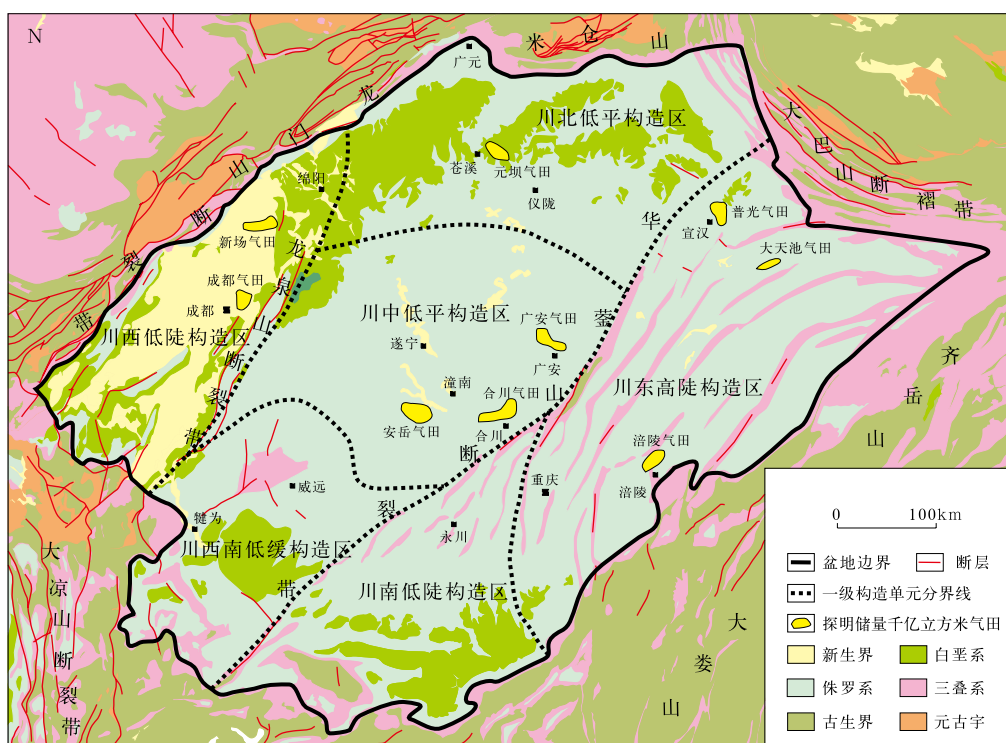 N
米仓山
广元
龙门山断裂带
大巴山断褶带
川北低平构造区
绵阳
苍溪
元坝气田
仪陇
新场气田
龙泉山断裂带
华蓥山断裂带
普光气田
宣汉
大天池气田
成都气田
成都
川西低陡构造区
川中低平构造区
遂宁
广安气田
广安
潼南
合川气田
安岳气田
合川
川东高陡构造区
齐岳山
涪陵气田
涪陵
重庆
威远
永川
犍为
川西南低缓构造区
川南低陡构造区
大凉山断裂带
大娄山
0 100km
盆地边界
断层
一级构造单元分界线
探明储量千亿立方米气田
新生界
白垩系
侏罗系
三叠系
古生界
元古宇